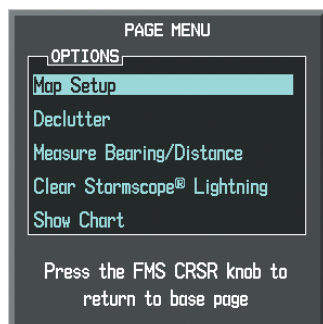 PAGE MENU
OPTIONS
Map Setup
Declutter
Measure Bearing/Distance
Clear Stormscope® Lightning
Show Chart
Press the FMS CRSR knob to
return to base page